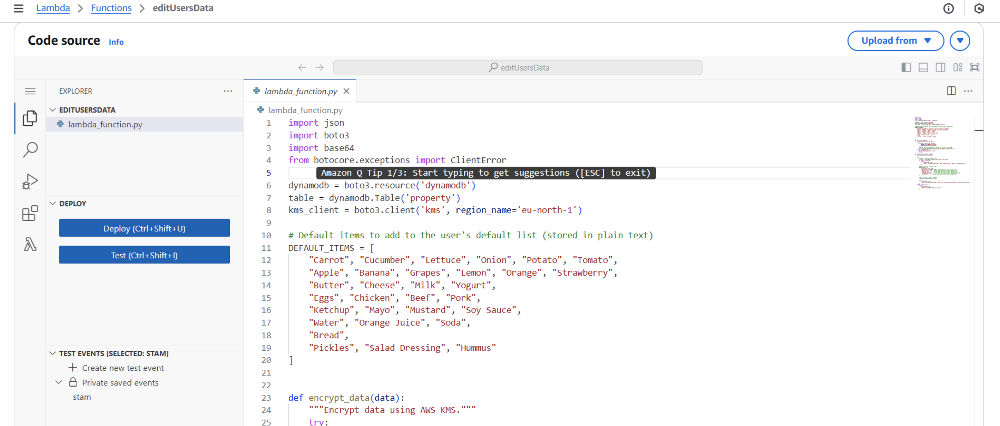 Lambda > Functions > editUsersData
Code source Info
Upload from
editUsersData
EXPLORER
EDITUSERSDATA
lambda_function.py
DEPLOY
Deploy (Ctrl+Shift+U)
Test (Ctrl+Shift+I)
TEST EVENTS [SELECTED: STAM]
Create new test event
Private saved events
stam
lambda_function.py
lambda_function.py
1 import json
2 import boto3
3 import base64
4 from botocore.exceptions import ClientError
5 Amazon Q Tip 1/3: Start typing to get suggestions ([ESC] to exit)
6 dynamodb = boto3.resource('dynamodb')
7 table = dynamodb.Table('property')
8 kms_client = boto3.client('kms', region_name='eu-north-1')
9
10 # Default items to add to the user's default list (stored in plain text)
11 DEFAULT_ITEMS = [
12 "Carrot", "Cucumber", "Lettuce", "Onion", "Potato", "Tomato",
13 "Apple", "Banana", "Grapes", "Lemon", "Orange", "Strawberry",
14 "Butter", "Cheese", "Milk", "Yogurt",
15 "Eggs", "Chicken", "Beef", "Pork",
16 "Ketchup", "Mayo", "Mustard", "Soy Sauce",
17 "Water", "Orange Juice", "Soda",
18 "Bread",
19 "Pickles", "Salad Dressing", "Hummus"
20 ]
21
22
23 def encrypt_data(data):
24 """Encrypt data using AWS KMS."""
25 try: